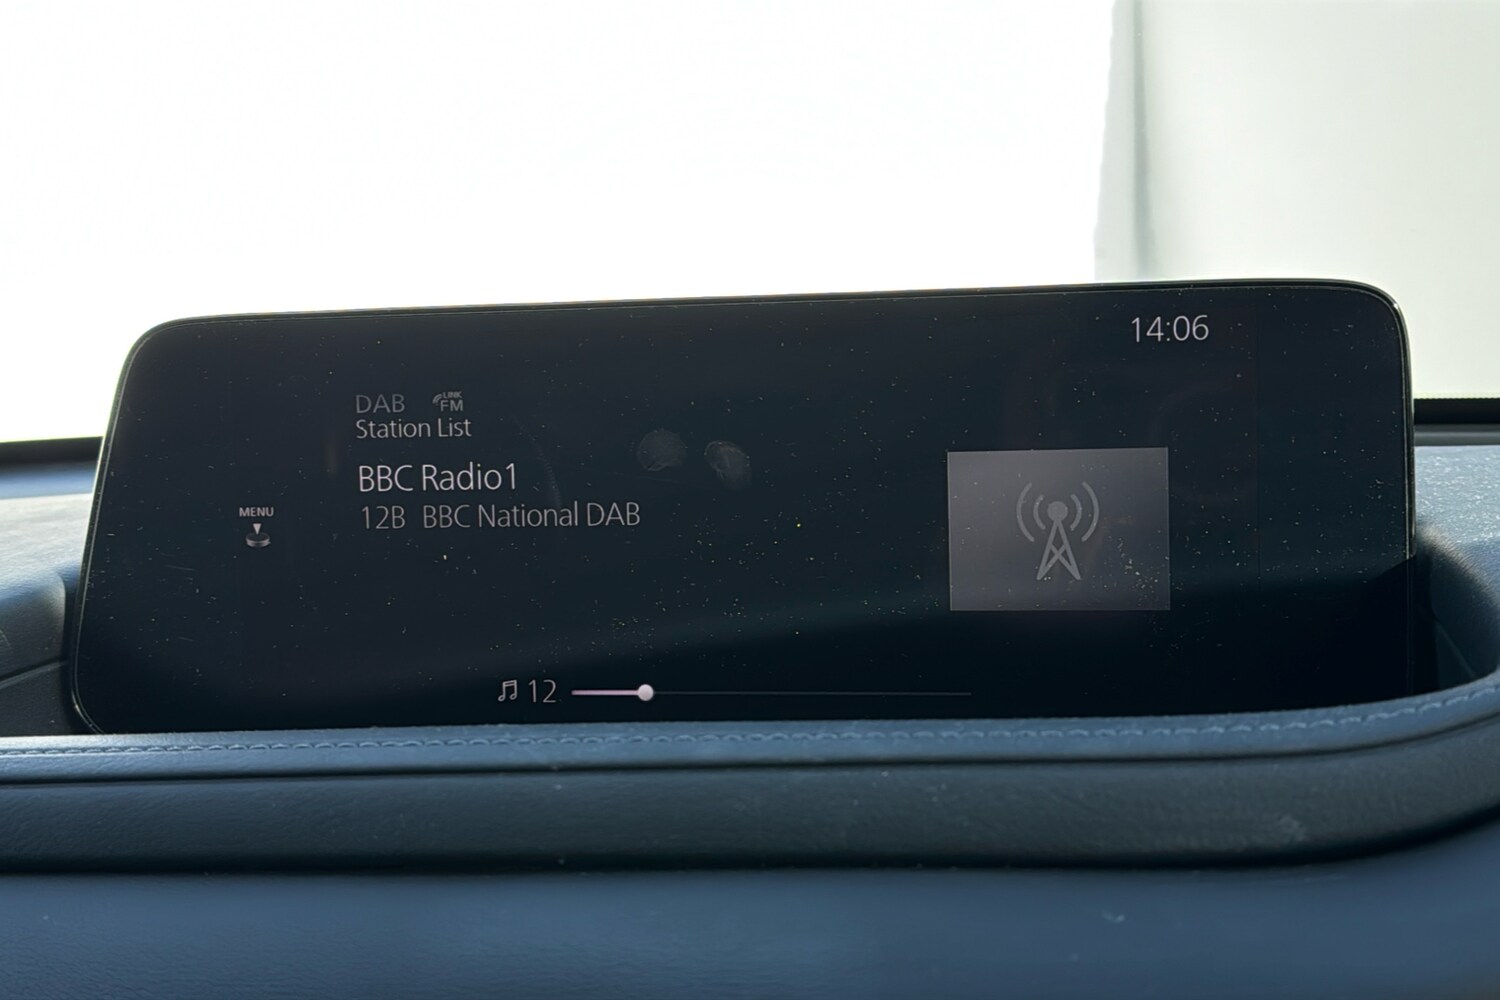 14:06
DAB LINK FM
Station List
BBC Radio1
12B BBC National DAB
MENU
12